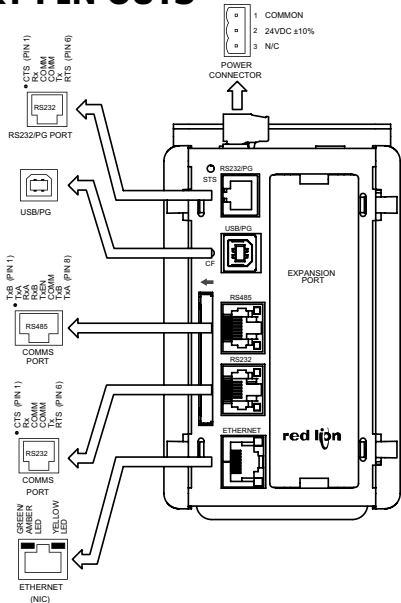 PIN OUTS
1 COMMON
2 24VDC ±10%
3 N/C
POWER
CONNECTOR
CTS (PIN 1)
Rx
COMM
COMM
Tx
RTS (PIN 6)
RS232
RS232/PG PORT
USB/PG
TxB (PIN 1)
TxA
RxA
RxB
TxEN
COMM
TxB
TxA (PIN 8)
RS485
COMMS
PORT
CTS (PIN 1)
Rx
COMM
COMM
Tx
RTS (PIN 6)
RS232
COMMS
PORT
GREEN/
AMBER
LED
YELLOW
LED
ETHERNET
(NIC)
STS
RS232/PG
USB/PG
CF
RS485
RS232
ETHERNET
EXPANSION
PORT
red lion